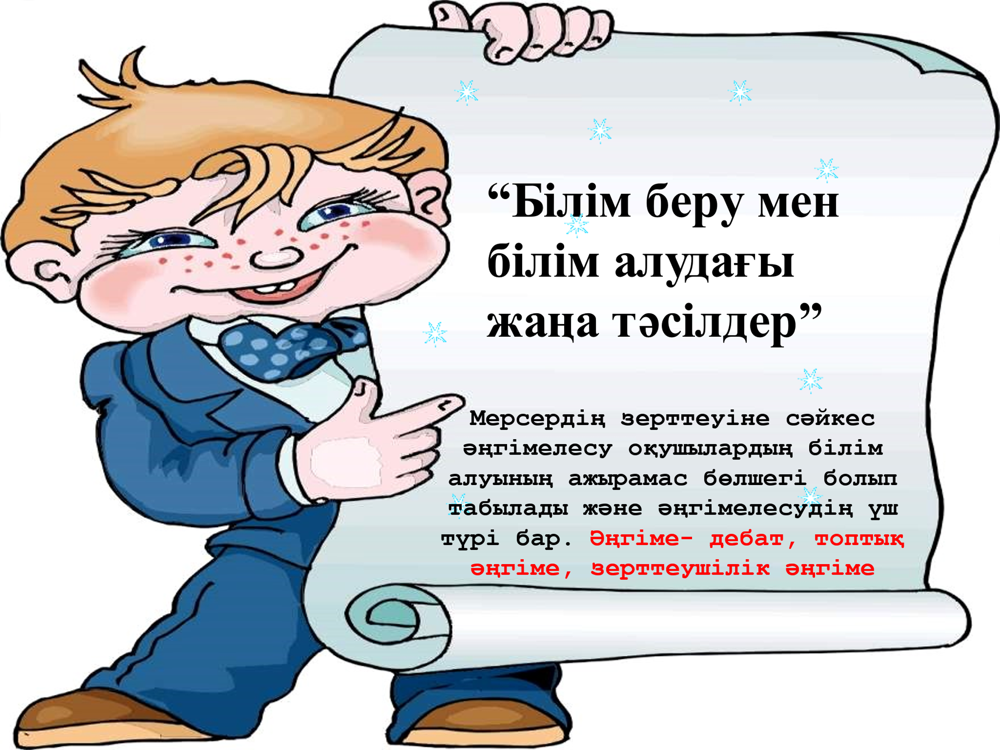 “Білім беру мен
білім алудағы
жаңа тәсілдер”
Мерсердің зерттеуіне сәйкес
әңгімелесу оқушылардың білім
алуының ажырамас бөлшегі болып
табылады және әңгімелесудің үш
түрі бар. Әңгіме- дебат, топтық
әңгіме, зерттеушілік әңгіме